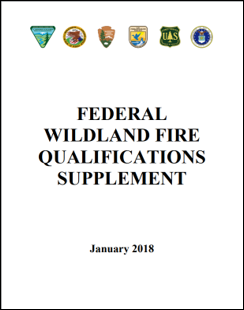 FEDERAL
WILDLAND FIRE
QUALIFICATIONS
SUPPLEMENT
January 2018